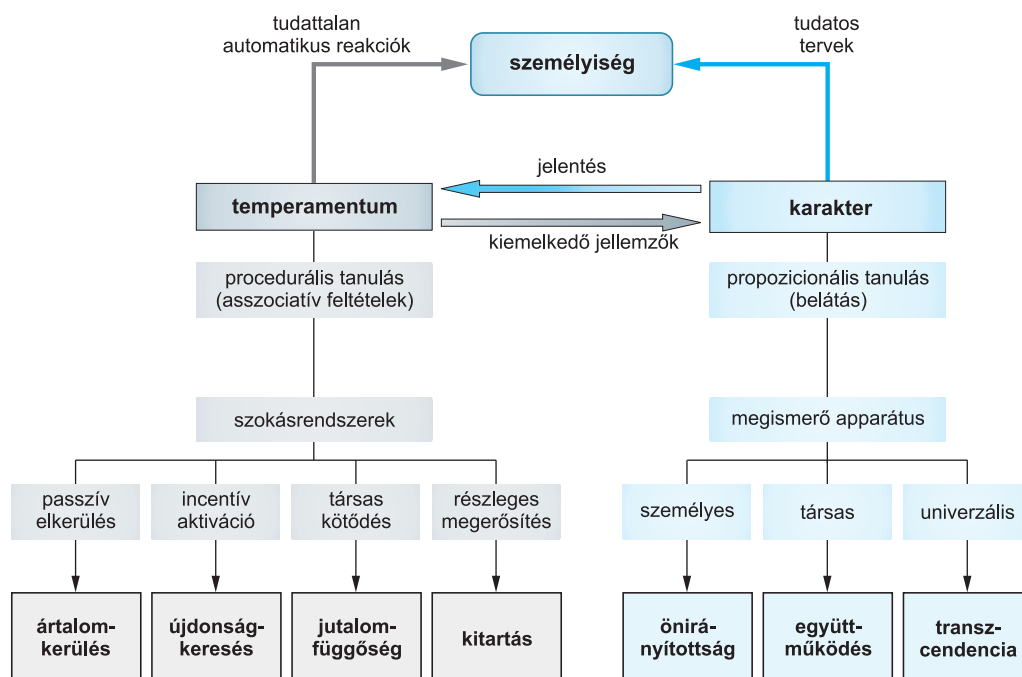 tudattalan
automatikus reakciók
személyiség
tudatos
tervek
jelentés
temperamentum
karakter
kiemelkedő jellemzők
procedurális tanulás
(asszociatív feltételek)
propozicionális tanulás
(belátás)
szokásrendszerek
megismerő apparátus
passzív
elkerülés
incentív
aktiváció
társas
kötődés
részleges
megerősítés
személyes
társas
univerzális
ártalom-
kerülés
újdonság-
keresés
jutalom-
függőség
kitartás
önirá-
nyítottság
együtt-
működés
transz-
cendencia